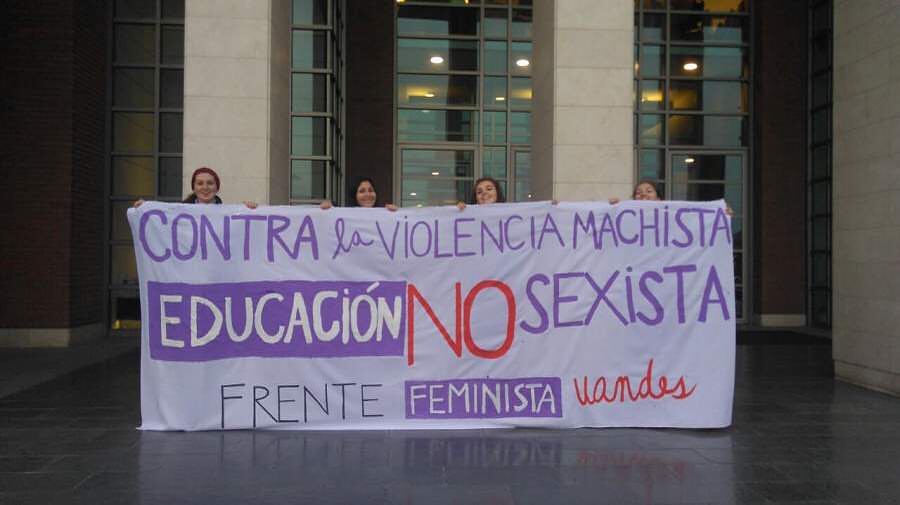 CONTRA la VIOLENCIA MACHISTA
EDUCACIÓN NO SEXISTA
FRENTE FEMINISTA uandes